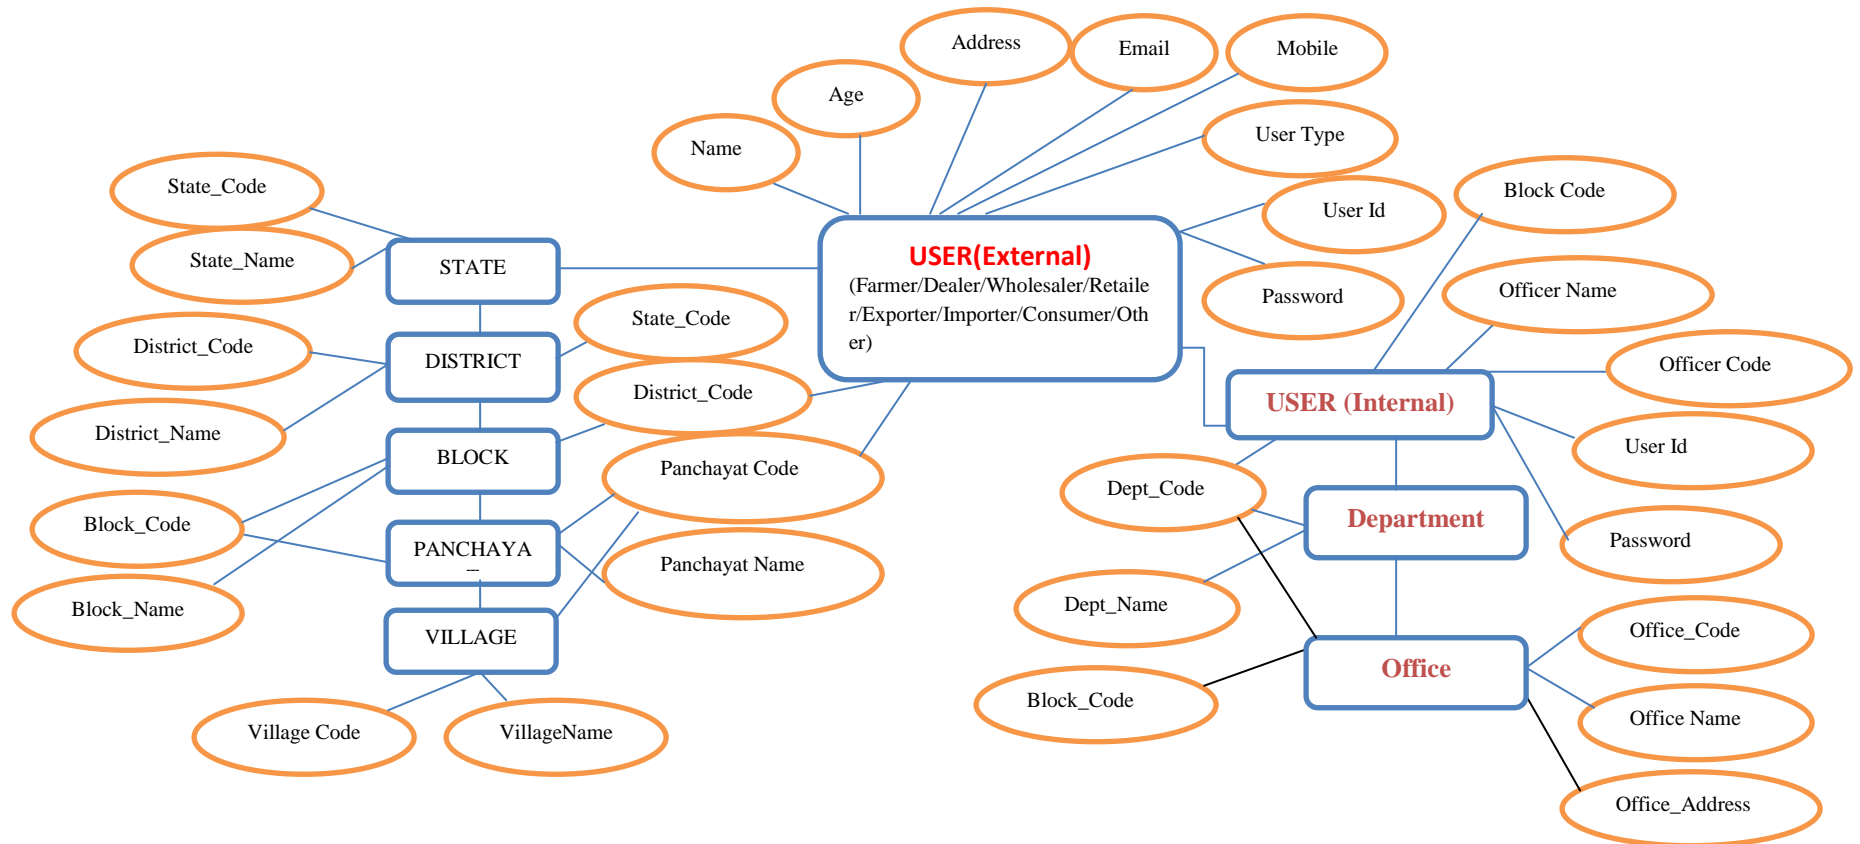 Address
Email
Mobile
Age
User Type
Name
State_Code
Block Code
User Id
State_Name
STATE
USER(External)
(Farmer/Dealer/Wholesaler/Retaile
r/Exporter/Importer/Consumer/Oth
er)
Password
Officer Name
State_Code
District_Code
DISTRICT
Officer Code
District_Code
USER (Internal)
District_Name
BLOCK
Panchayat Code
User Id
Dept_Code
Block_Code
PANCHAYA
Department
Password
Panchayat Name
Block_Name
Dept_Name
VILLAGE
Office_Code
Office
Block_Code
Village Code
VillageName
Office Name
Office_Address